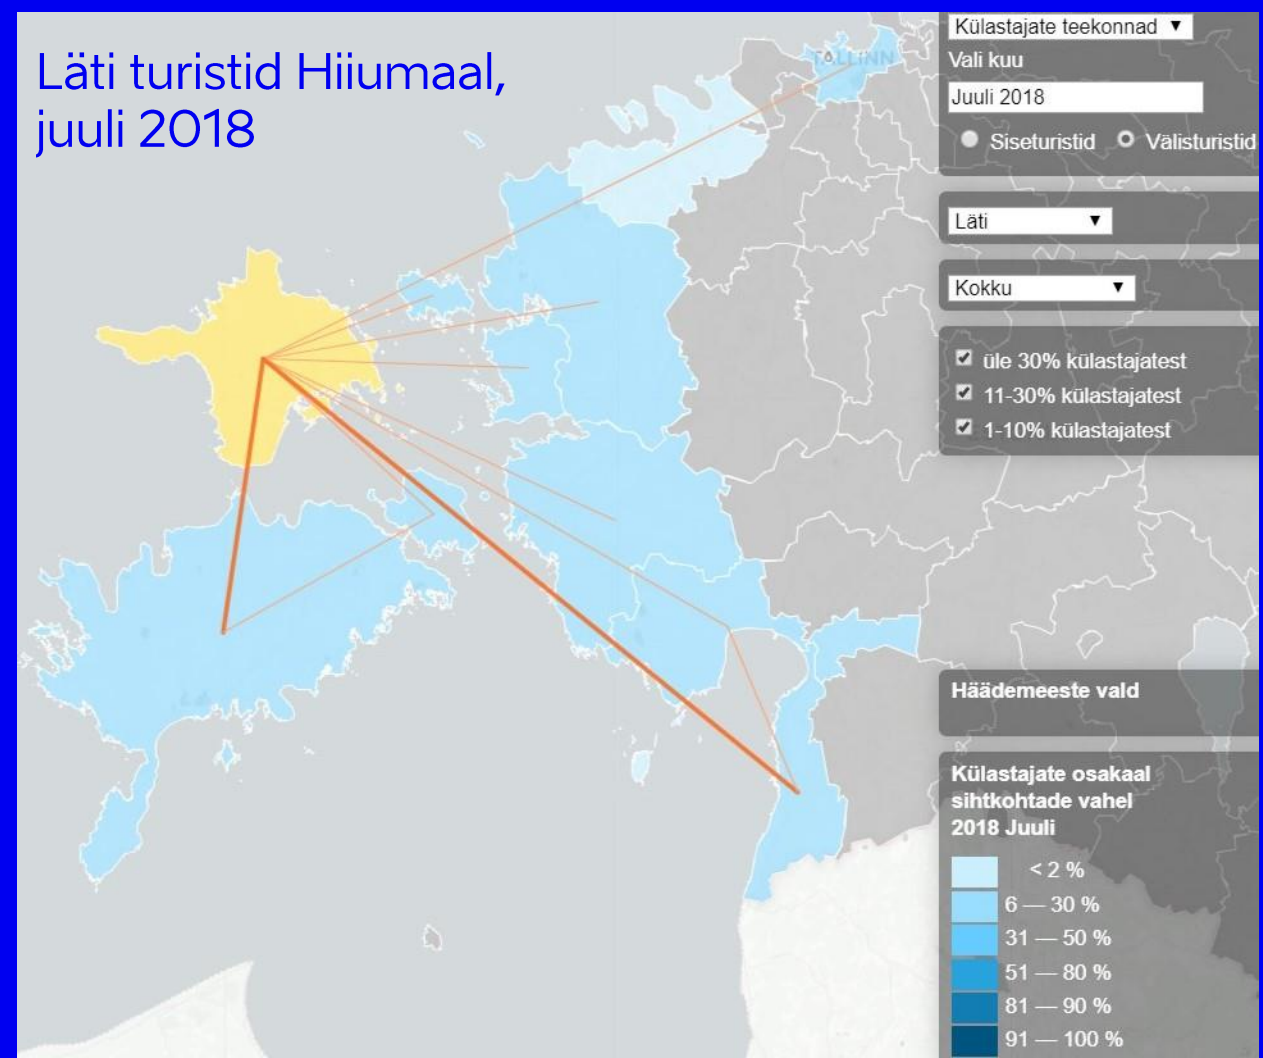 Läti turistid Hiiumaal,
juuli 2018
TALLINN
Külastajate teekonnad ▼
Vali kuu
Juuli 2018
Siseturistid Välisturistid
Läti ▼
Kokku ▼
üle 30% külastajatest
11-30% külastajatest
1-10% külastajatest
Häädemeeste vald
Külastajate osakaal
sihtkohtade vahel
2018 Juuli
< 2 %
6 — 30 %
31 — 50 %
51 — 80 %
81 — 90 %
91 — 100 %